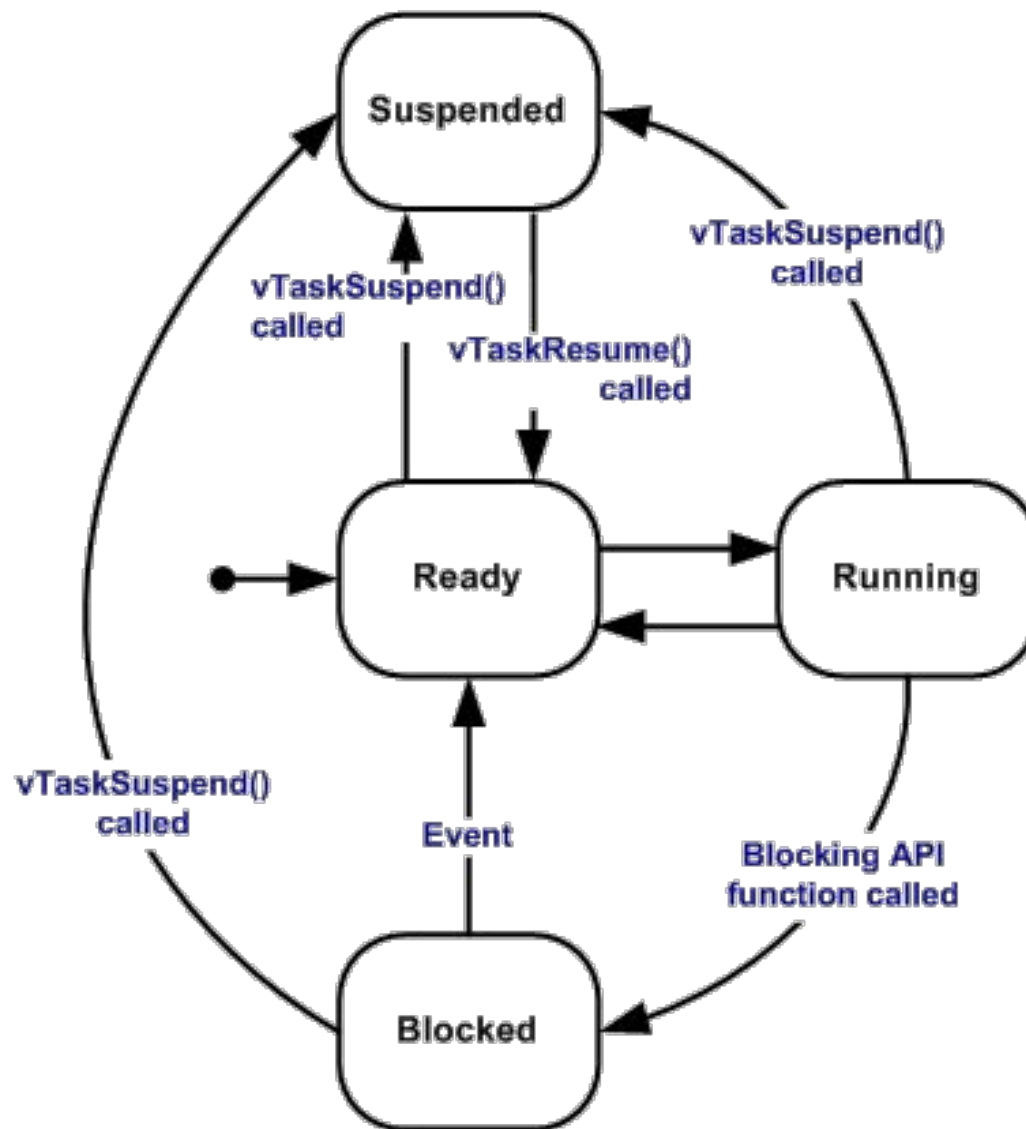 Suspended
vTaskSuspend()
called
vTaskSuspend()
called
vTaskResume()
called
Ready
Running
vTaskSuspend()
called
Event
Blocking API
function called
Blocked